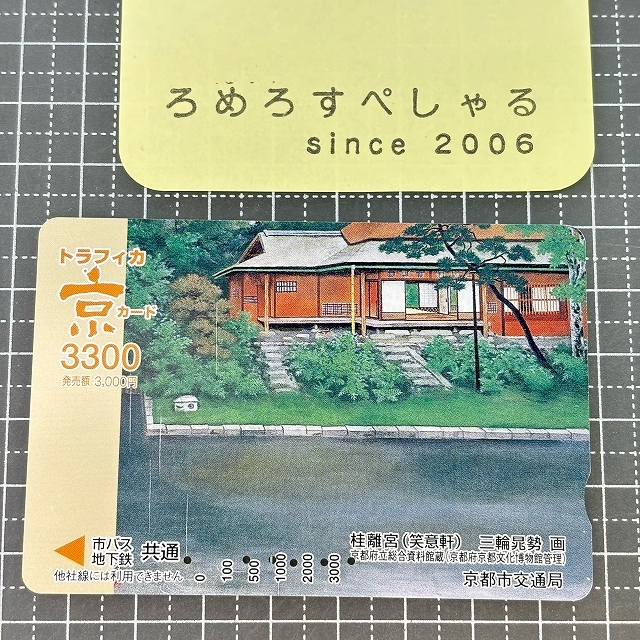 ろめろすぺしゃる
since 2006
トラフィカ
京カード
3300
発売額 3,000円
市バス
地下鉄
共通
他社線には利用できません
0 100 500 1000 2000 3000
桂離宮(笑意軒) 三輪晁勢 画
京都府立総合資料館蔵(京都府京都文化博物館管理)
京都市交通局